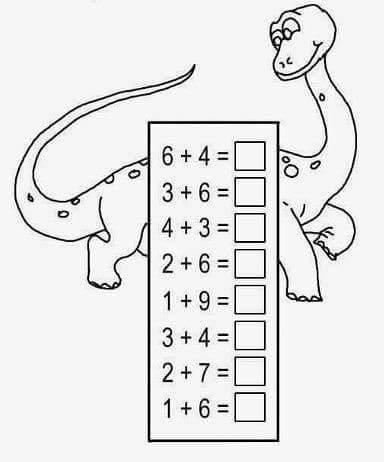 6 + 4 =
3 + 6 =
4 + 3 =
2 + 6 =
1 + 9 =
3 + 4 =
2 + 7 =
1 + 6 =